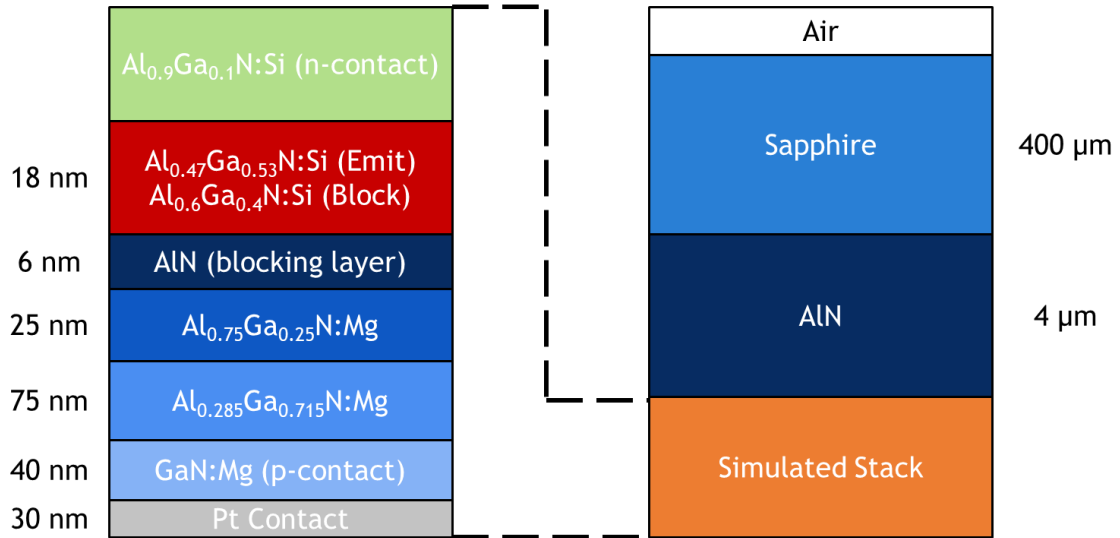 Al₀.₉Ga₀.₁N:Si (n-contact)
18 nm
Al₀.₄₇Ga₀.₅₃N:Si (Emit)
Al₀.₆Ga₀.₄N:Si (Block)
6 nm
AlN (blocking layer)
25 nm
Al₀.₇₅Ga₀.₂₅N:Mg
75 nm
Al₀.₂₈₅Ga₀.₇₁₅N:Mg
40 nm
GaN:Mg (p-contact)
30 nm
Pt Contact
Air
Sapphire
400 µm
AlN
4 µm
Simulated Stack